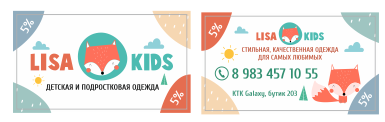 5%
LISA KIDS
ДЕТСКАЯ И ПОДРОСТКОВАЯ ОДЕЖДА
5%
5%
LISA KIDS
СТИЛЬНАЯ, КАЧЕСТВЕННАЯ ОДЕЖДА
ДЛЯ САМЫХ ЛЮБИМЫХ
8 983 457 10 55
КТК Galaxy, бутик 203
5%